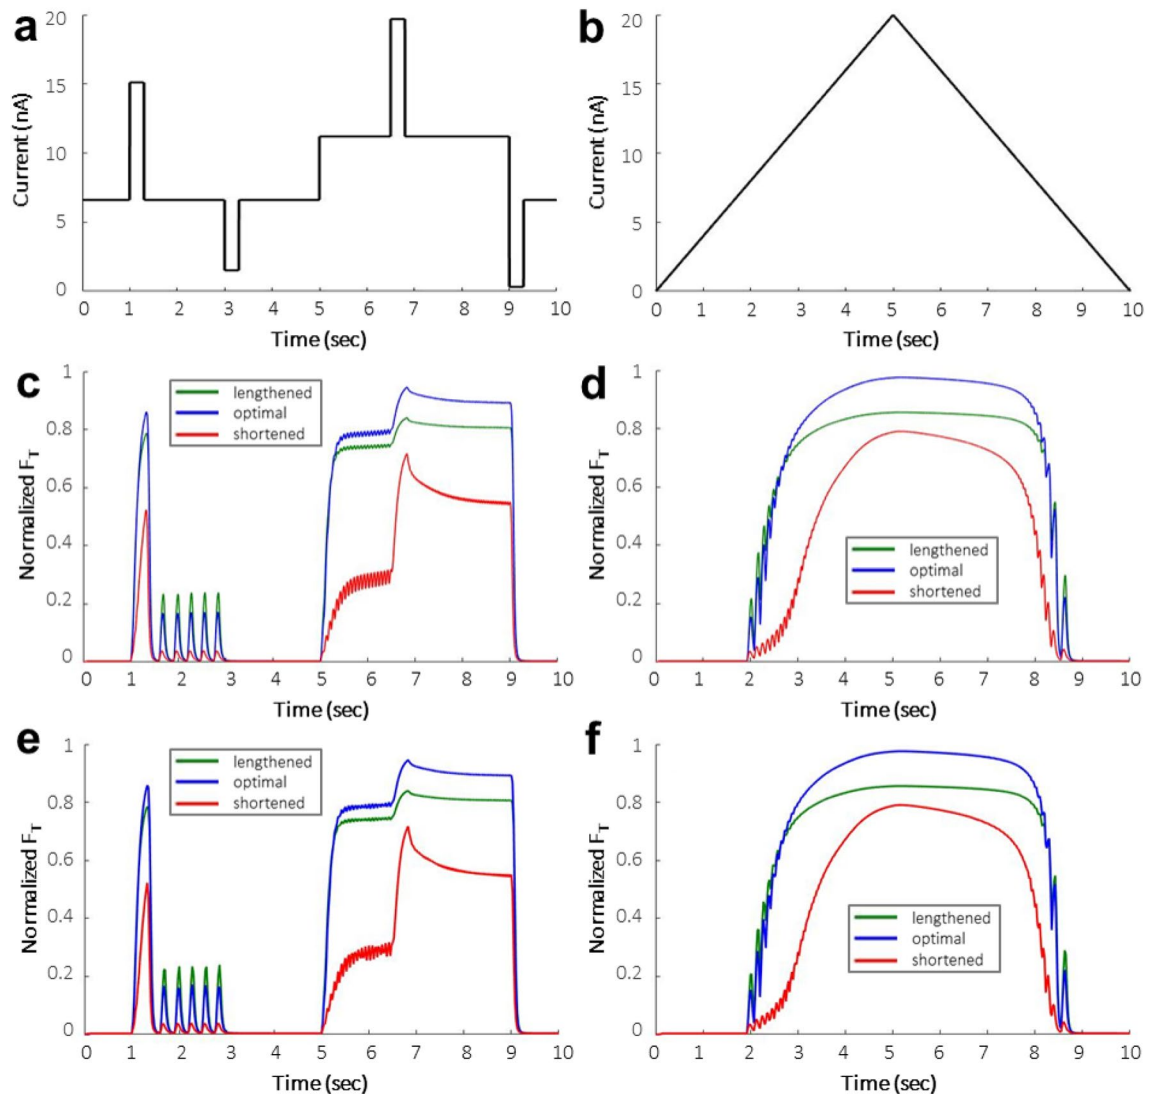 a
20
15
10
5
0
Current (nA)
0 1 2 3 4 5 6 7 8 9 10
Time (sec)
b
20
15
10
5
0
Current (nA)
0 1 2 3 4 5 6 7 8 9 10
Time (sec)
c
1
0.8
0.6
0.4
0.2
0
Normalized FT
lengthened
optimal
shortened
0 1 2 3 4 5 6 7 8 9 10
Time (sec)
d
1
0.8
0.6
0.4
0.2
0
Normalized FT
lengthened
optimal
shortened
0 1 2 3 4 5 6 7 8 9 10
Time (sec)
e
1
0.8
0.6
0.4
0.2
0
Normalized FT
lengthened
optimal
shortened
0 1 2 3 4 5 6 7 8 9 10
Time (sec)
f
1
0.8
0.6
0.4
0.2
0
Normalized FT
lengthened
optimal
shortened
0 1 2 3 4 5 6 7 8 9 10
Time (sec)